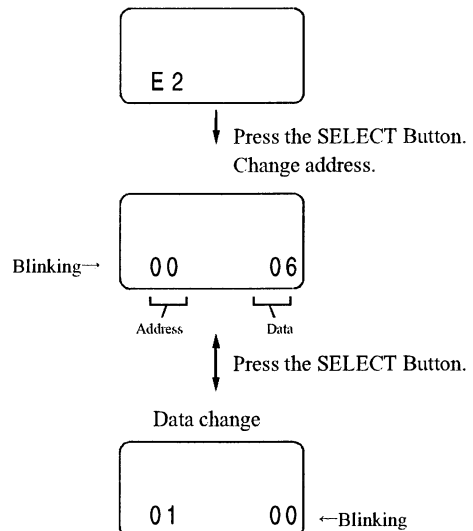 E2
Press the SELECT Button.
Change address.
Blinking→ 00 06
Address Data
Press the SELECT Button.
Data change
01 00 ←Blinking